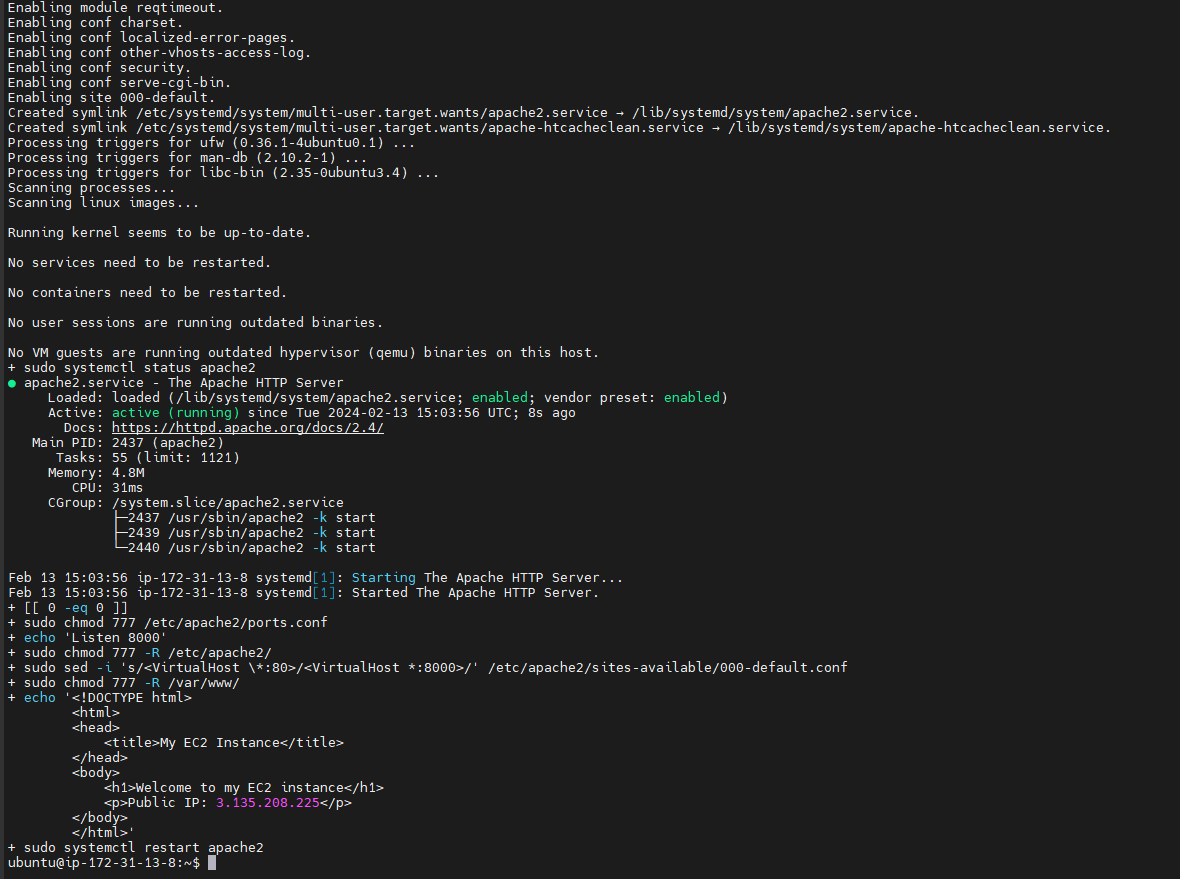 Enabling module reqtimeout.
Enabling conf charset.
Enabling conf localized-error-pages.
Enabling conf other-vhosts-access-log.
Enabling conf security.
Enabling conf serve-cgi-bin.
Enabling site 000-default.
Created symlink /etc/systemd/system/multi-user.target.wants/apache2.service → /lib/systemd/system/apache2.service.
Created symlink /etc/systemd/system/multi-user.target.wants/apache-htcacheclean.service → /lib/systemd/system/apache-htcacheclean.service.
Processing triggers for ufw (0.36.1-4ubuntu0.1) ...
Processing triggers for man-db (2.10.2-1) ...
Processing triggers for libc-bin (2.35-0ubuntu3.4) ...
Scanning processes...
Scanning linux images...

Running kernel seems to be up-to-date.

No services need to be restarted.

No containers need to be restarted.

No user sessions are running outdated binaries.

No VM guests are running outdated hypervisor (qemu) binaries on this host.
+ sudo systemctl status apache2
● apache2.service - The Apache HTTP Server
     Loaded: loaded (/lib/systemd/system/apache2.service; enabled; vendor preset: enabled)
     Active: active (running) since Tue 2024-02-13 15:03:56 UTC; 8s ago
       Docs: https://httpd.apache.org/docs/2.4/
   Main PID: 2437 (apache2)
      Tasks: 55 (limit: 1121)
     Memory: 4.8M
        CPU: 31ms
     CGroup: /system.slice/apache2.service
             ├─2437 /usr/sbin/apache2 -k start
             ├─2439 /usr/sbin/apache2 -k start
             └─2440 /usr/sbin/apache2 -k start

Feb 13 15:03:56 ip-172-31-13-8 systemd[1]: Starting The Apache HTTP Server...
Feb 13 15:03:56 ip-172-31-13-8 systemd[1]: Started The Apache HTTP Server.
+ [[ 0 -eq 0 ]]
+ sudo chmod 777 /etc/apache2/ports.conf
+ echo 'Listen 8000'
+ sudo chmod 777 -R /etc/apache2/
+ sudo sed -i 's/<VirtualHost \*:80>/<VirtualHost *:8000>/' /etc/apache2/sites-available/000-default.conf
+ sudo chmod 777 -R /var/www/
+ echo '<!DOCTYPE html>
        <html>
        <head>
            <title>My EC2 Instance</title>
        </head>
        <body>
            <h1>Welcome to my EC2 instance</h1>
            <p>Public IP: 3.135.208.225</p>
        </body>
        </html>'
+ sudo systemctl restart apache2
ubuntu@ip-172-31-13-8:~$